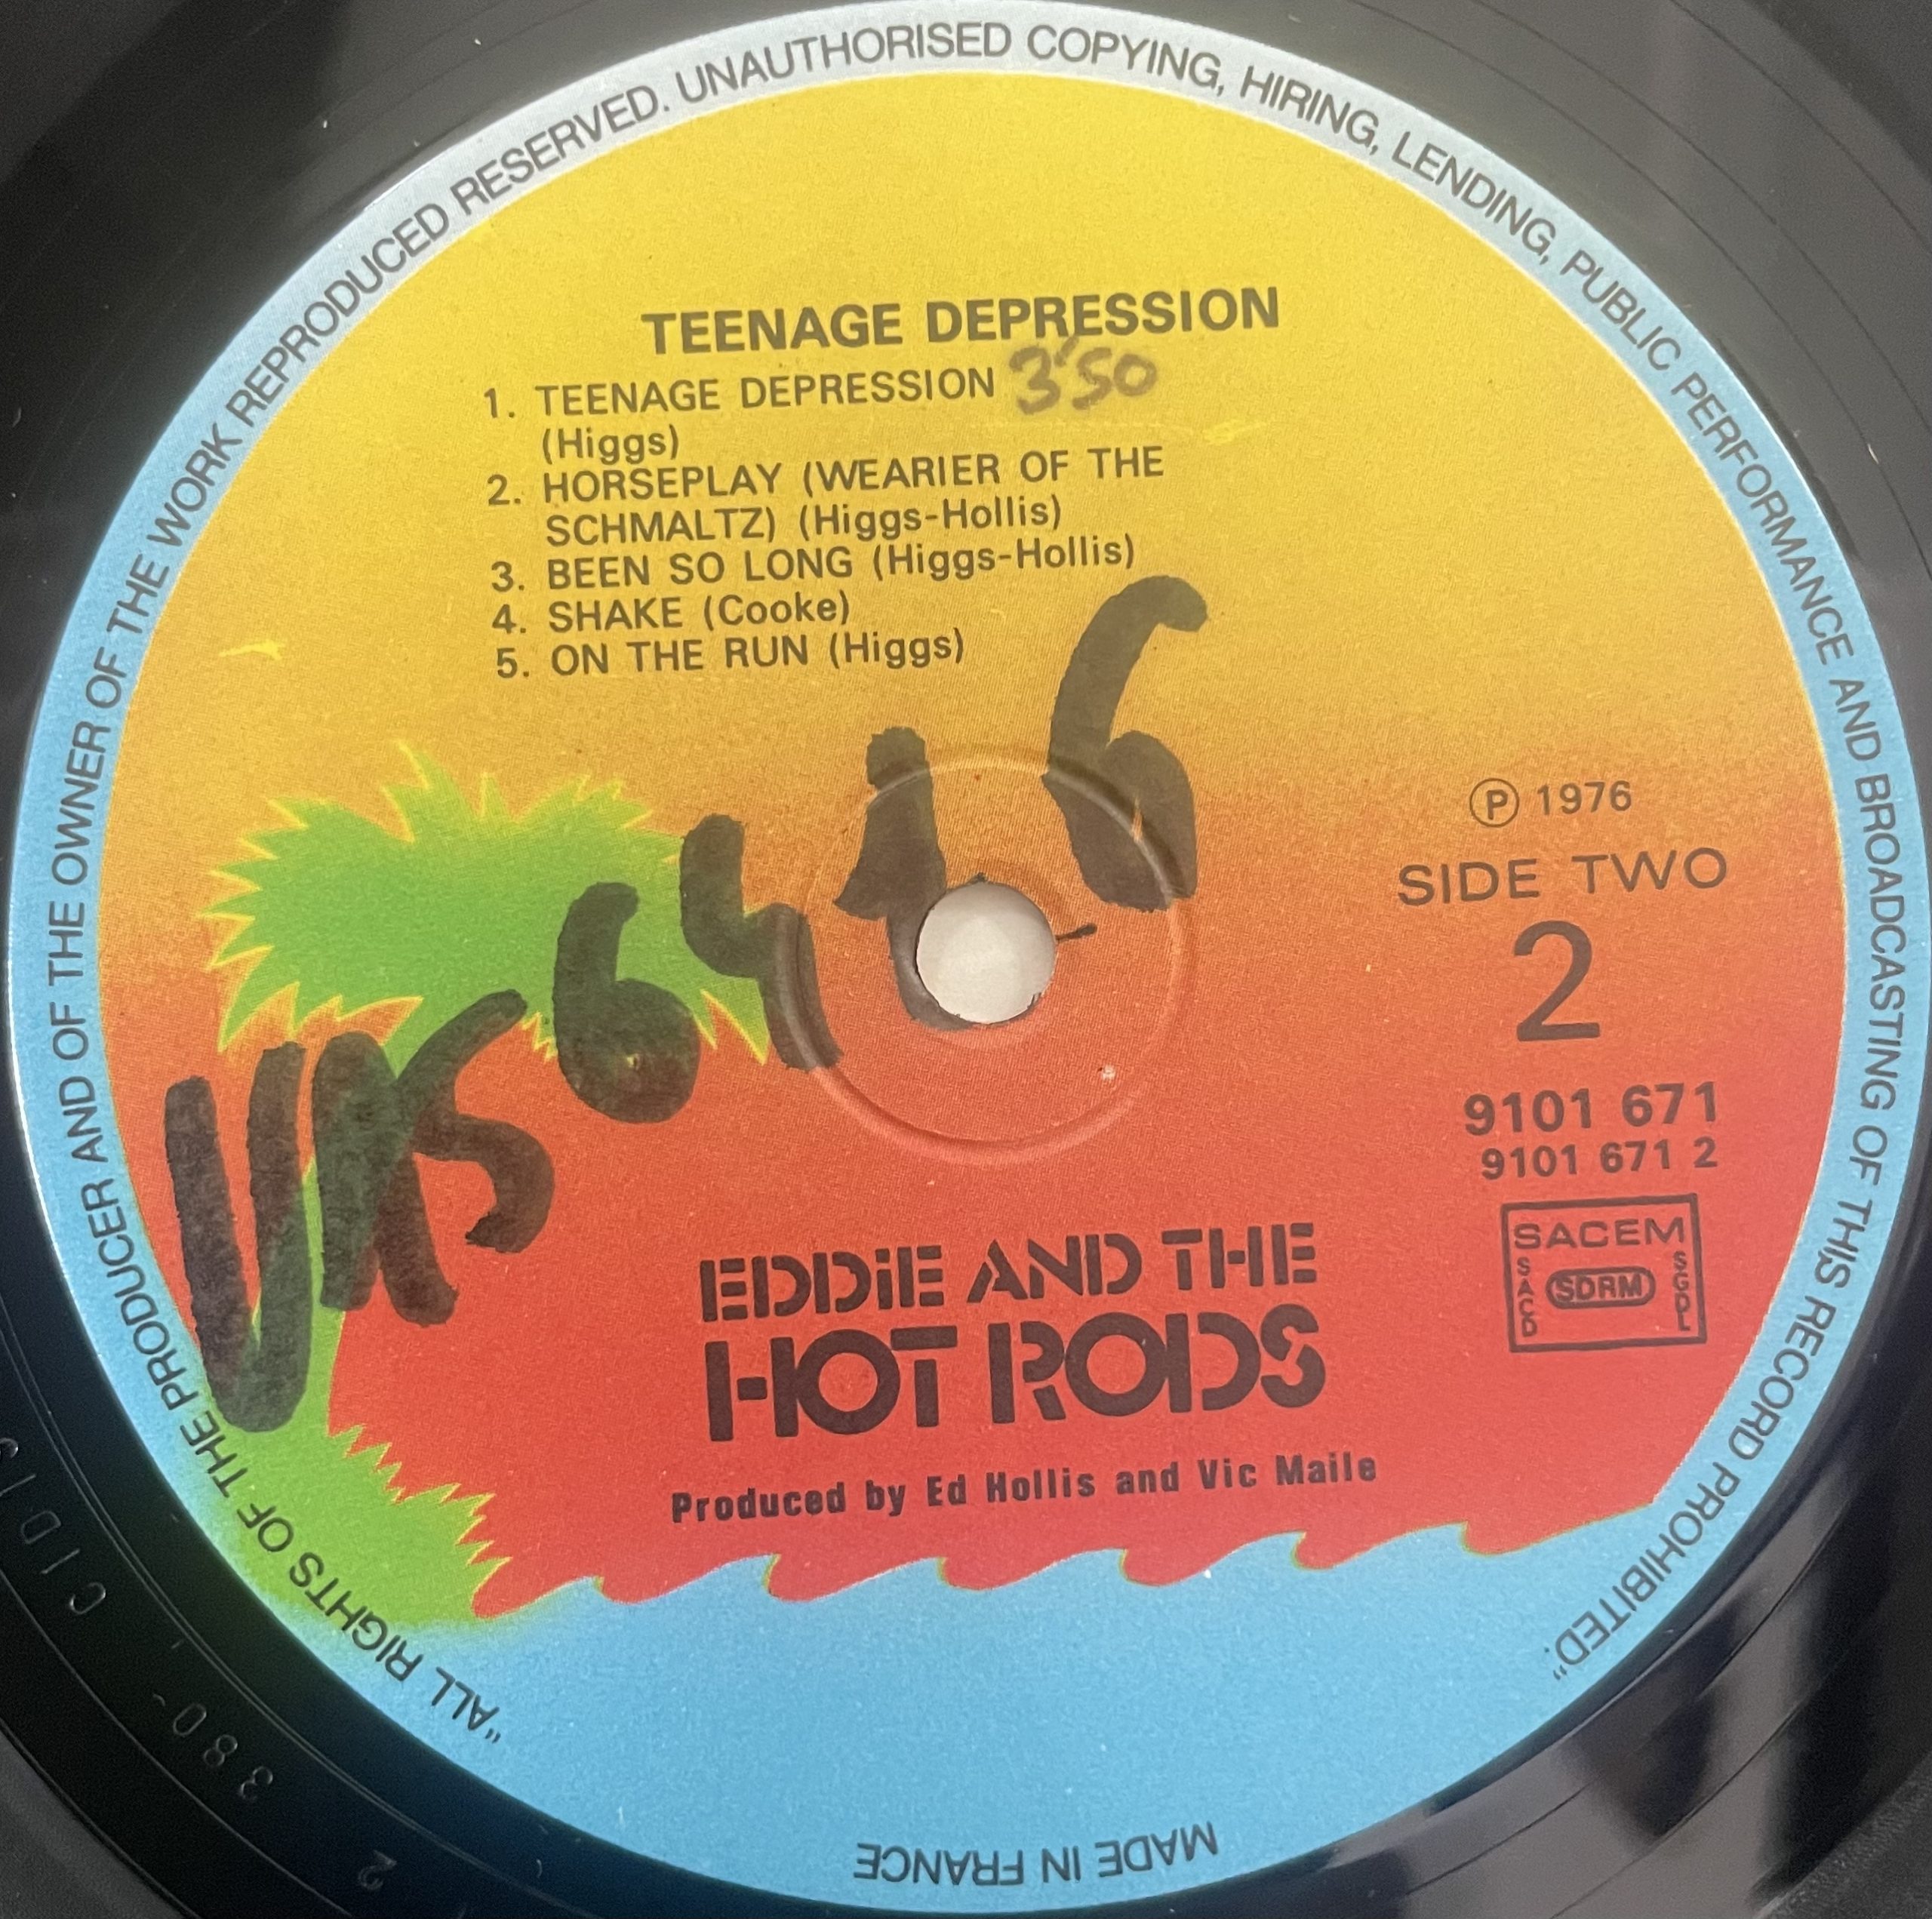 "ALL RIGHTS OF THE PRODUCER AND OF THE OWNER OF THE WORK REPRODUCED RESERVED. UNAUTHORISED COPYING, HIRING, LENDING, PUBLIC PERFORMANCE AND BROADCASTING OF THIS RECORD PROHIBITED."
TEENAGE DEPRESSION
1. TEENAGE DEPRESSION 3'50
(Higgs)
2. HORSEPLAY (WEARIER OF THE
SCHMALTZ) (Higgs-Hollis)
3. BEEN SO LONG (Higgs-Hollis)
4. SHAKE (Cooke)
5. ON THE RUN (Higgs)
Ⓟ 1976
SIDE TWO
2
9101 671
9101 671 2
SACEM
SACD SDRM SGDL
EDDiE AND THE
HOT RODS
Produced by Ed Hollis and Vic Maile
MADE IN FRANCE
2 380